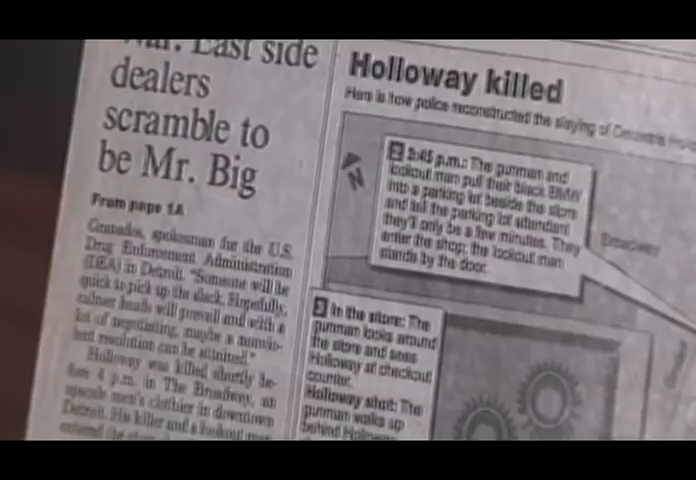 War: East side
dealers
scramble to
be Mr. Big
From page 1A
Granados, spokesman for the U.S.
Drug Enforcement Administration
(DEA) in Detroit. "Someone will be
quick to pick up the slack. Hopefully,
calmer heads will prevail and with a
lot of negotiating, maybe a nonvio-
lent resolution can be attained."
Holloway was killed shortly be-
fore 4 p.m. in The Broadway, an
upscale men's clothier in downtown
Detroit. His killer and a lookout
Holloway killed
Here is how police reconstructed the slaying of
N
2 2:45 p.m.: The gunman and
lookout man pull their black BMW
into a parking lot beside the store
and tell the parking lot attendant
they'll only be a few minutes. They
enter the shop; the lookout man
stands by the door.
Broadway
3 In the store: The
gunman looks around
the store and sees
Holloway at checkout
counter.
Holloway shot: The
gunman walks up
behind Holloway